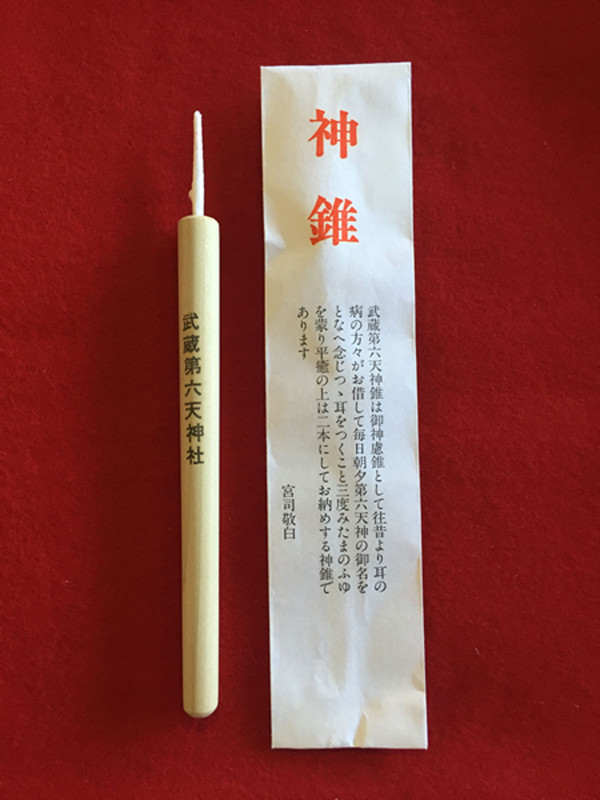 神錐
武蔵第六天神錐は御神慮錐として往昔より耳の
病の方々がお借して毎日朝夕第六天神の御名を
となへ念じつゝ耳をつくこと三度みたまのふゆ
を蒙り平癒の上は二本にしてお納めする神錐で
あります
宮司敬白
武蔵第六天神社